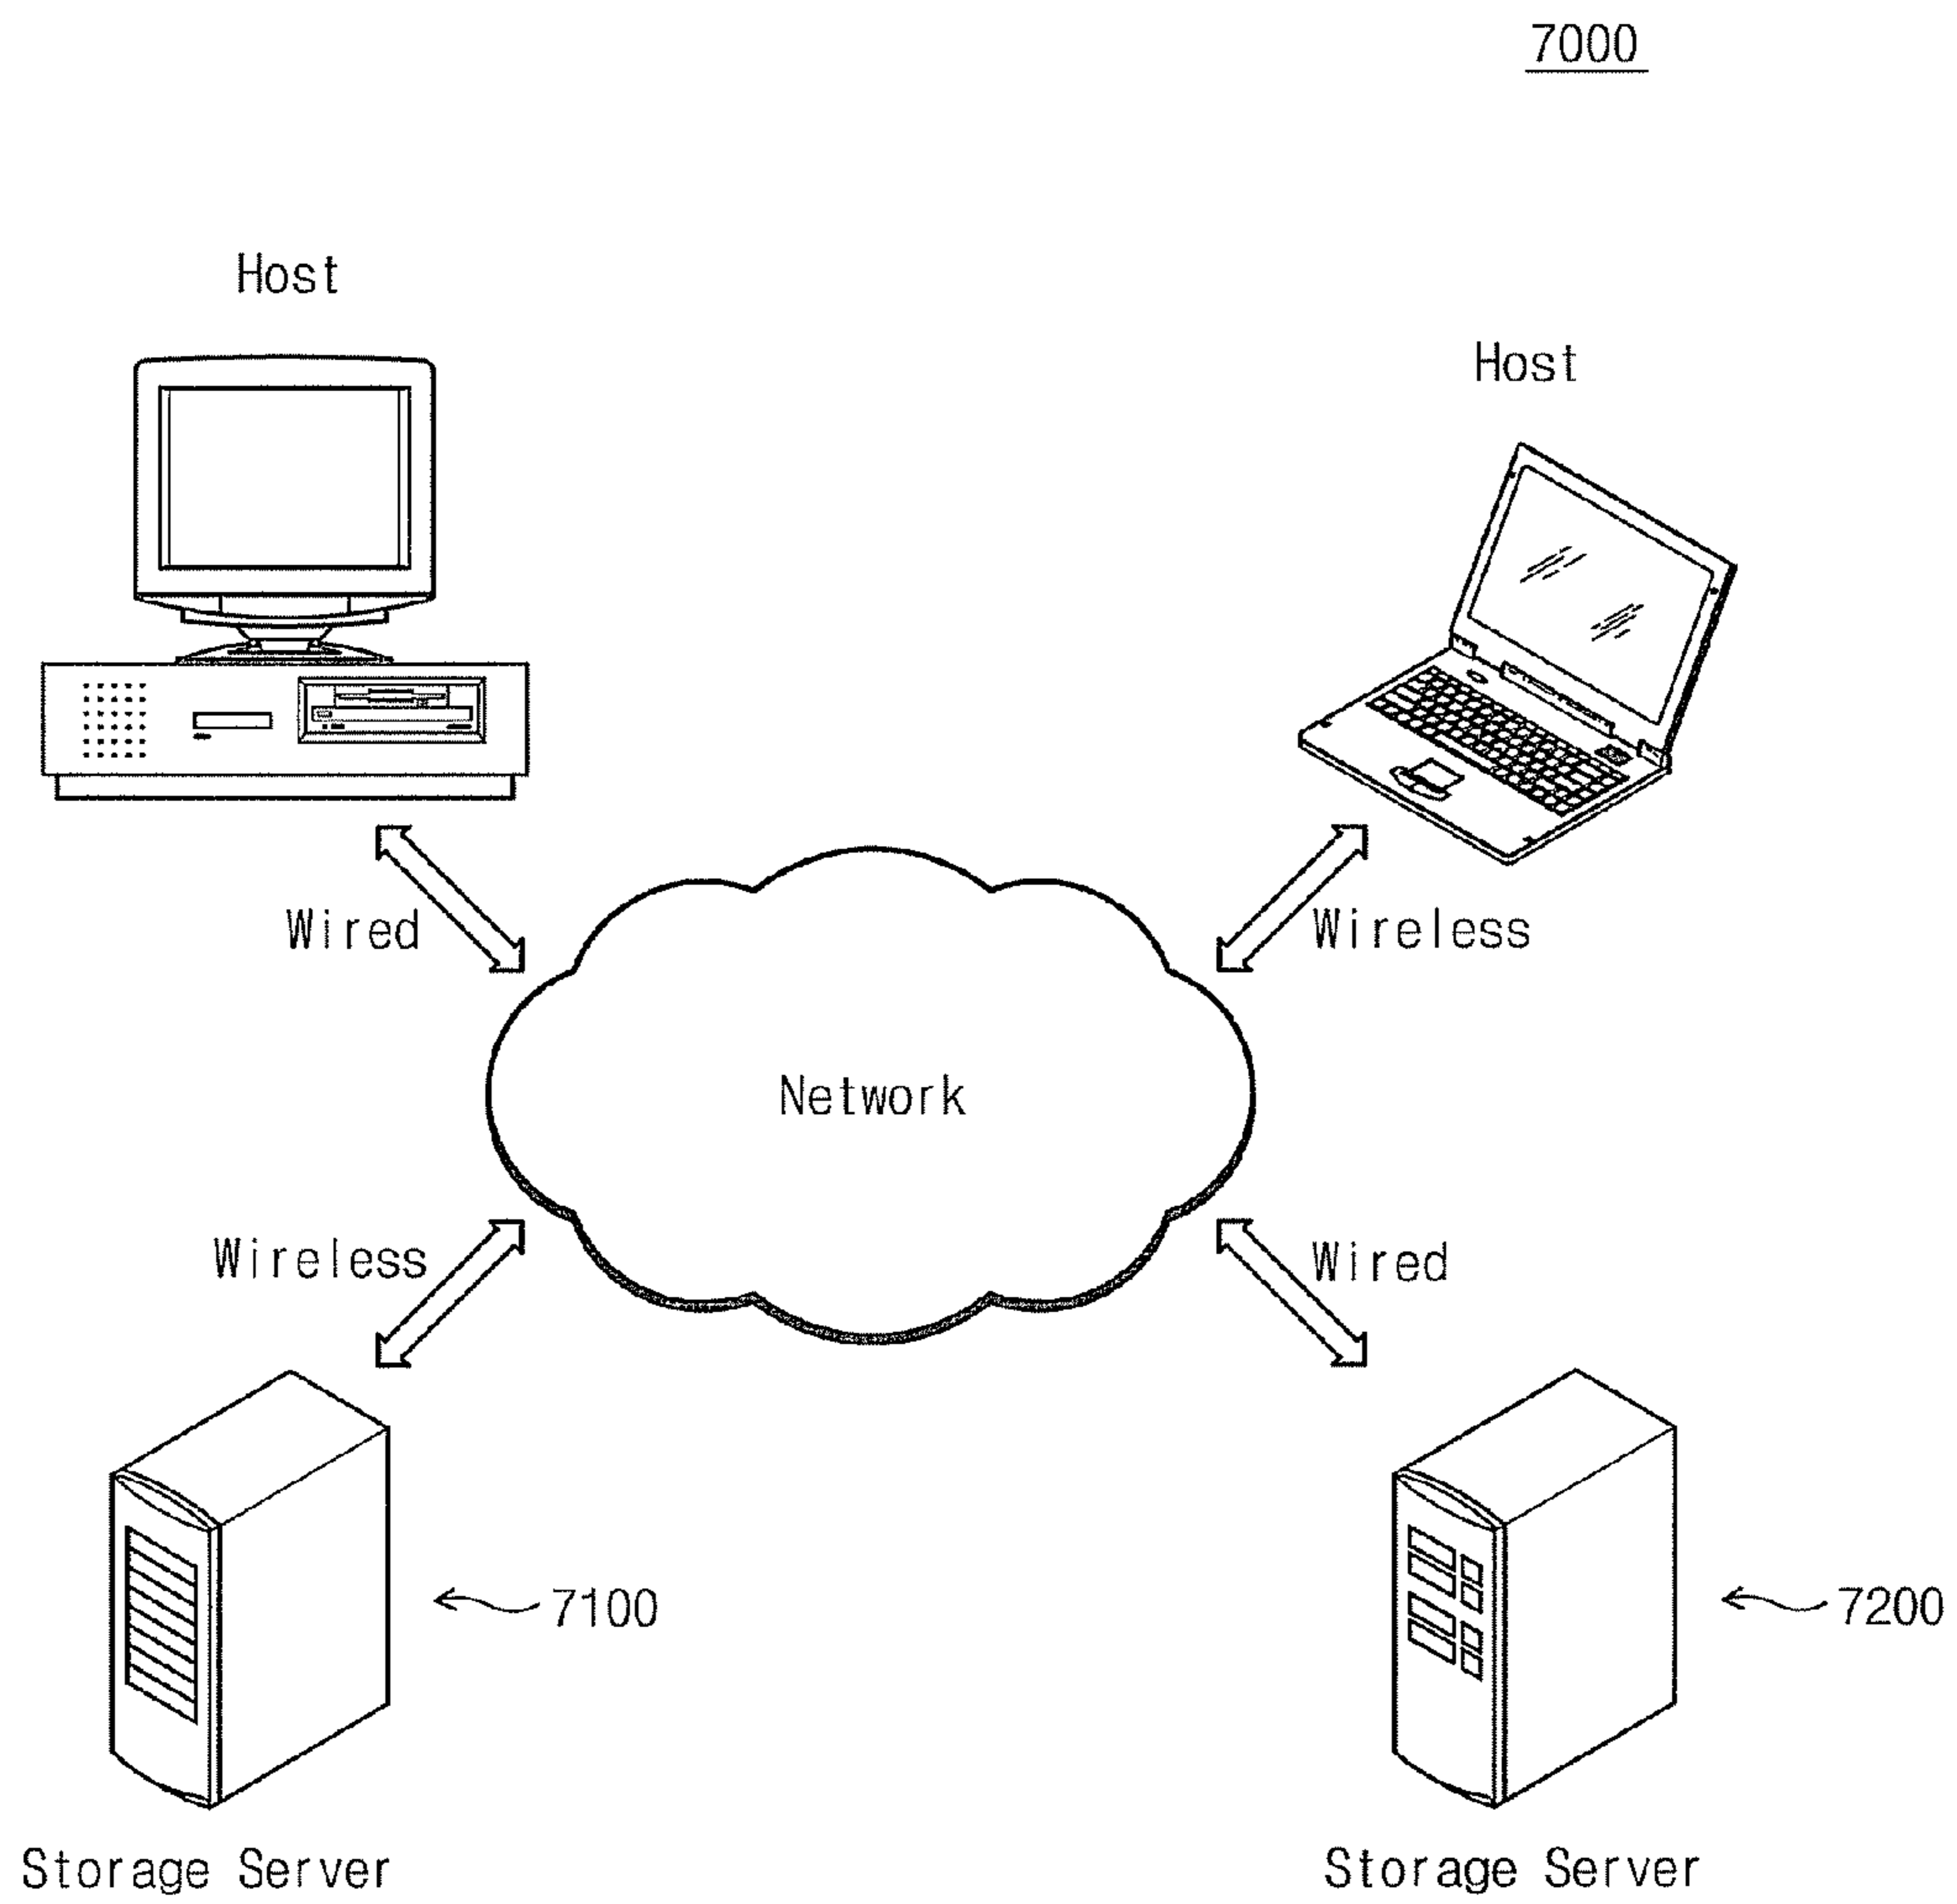 7000
Host
Host
Wired
Wireless
Network
Wireless
Wired
7100
7200
Storage Server
Storage Server